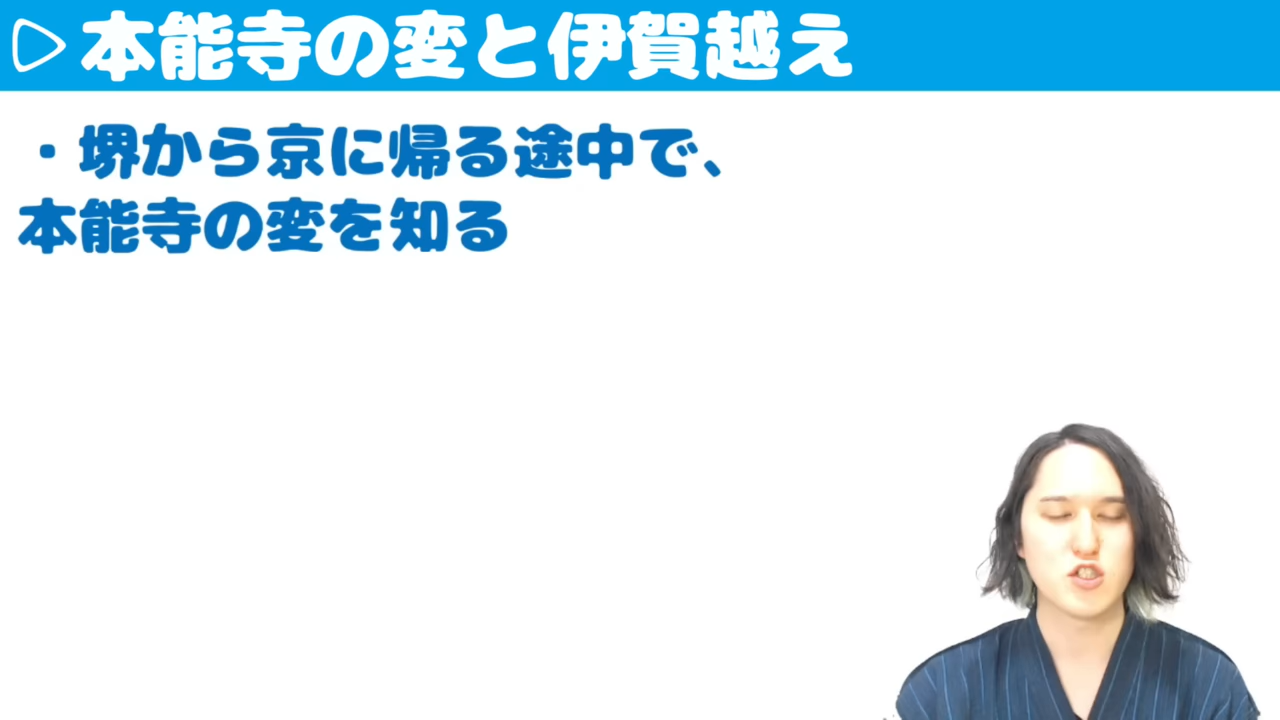 本能寺の変と伊賀越え
・堺から京に帰る途中で、
本能寺の変を知る